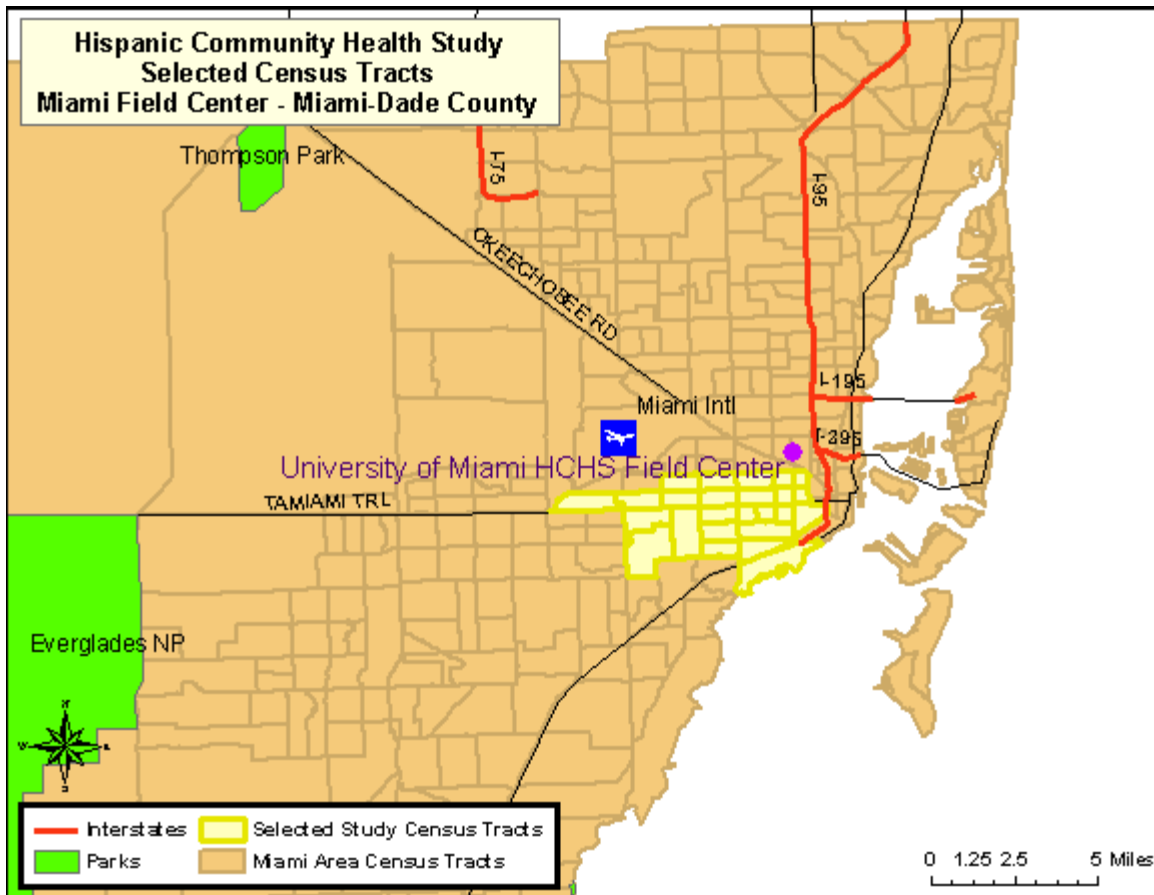 Hispanic Community Health Study
Selected Census Tracts
Miami Field Center - Miami-Dade County
Thompson Park
I-75
I-95
OKEECHOBEE RD
I-195
Miami Intl
I-395
University of Miami HCHS Field Center
TAMIAMI TRL
Everglades NP
N
W
E
S
Interstates
Selected Study Census Tracts
Parks
Miami Area Census Tracts
0 1.25 2.5 5 Miles